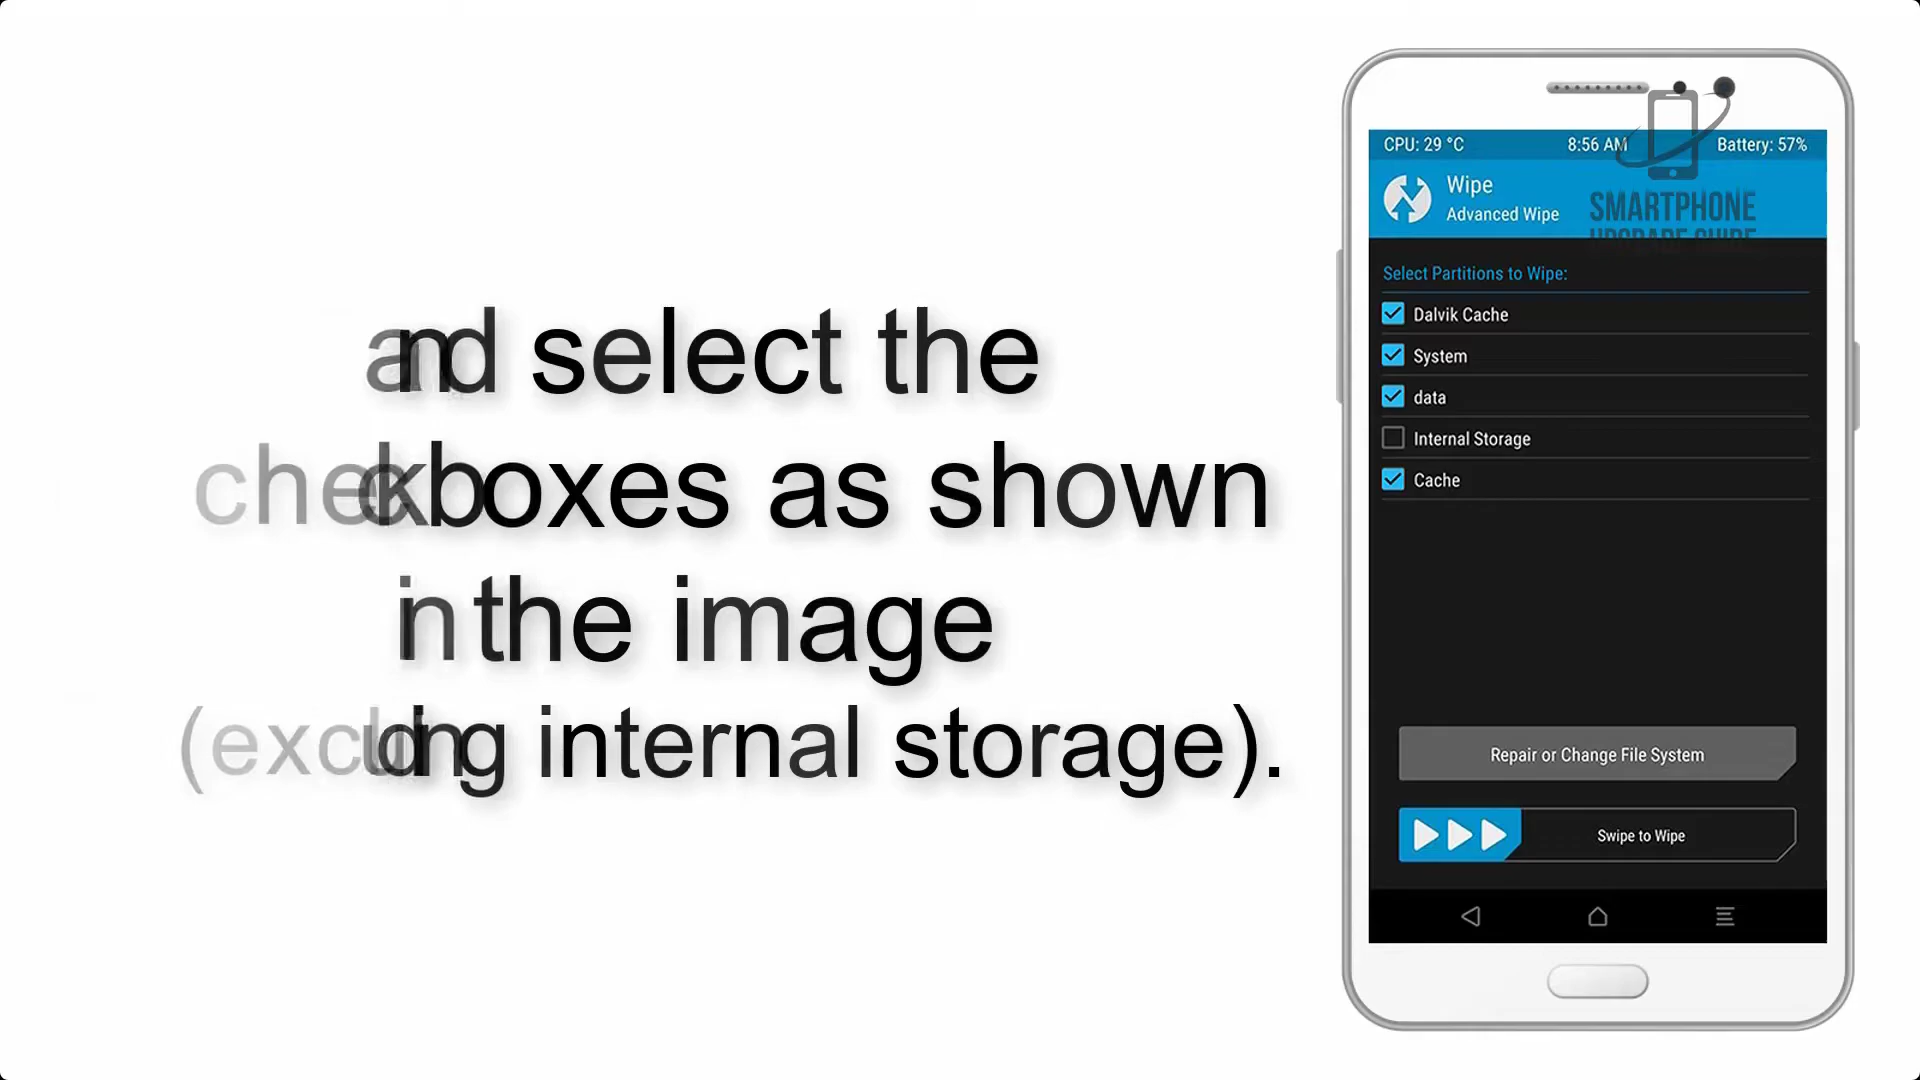 and select the
checkboxes as shown
in the image
(excluding internal storage).
CPU: 29 °C 8:56 AM Battery: 57%
Wipe
Advanced Wipe
SMARTPHONE
UPGRADE GUIDE
Select Partitions to Wipe:
Dalvik Cache
System
data
Internal Storage
Cache
Repair or Change File System
Swipe to Wipe